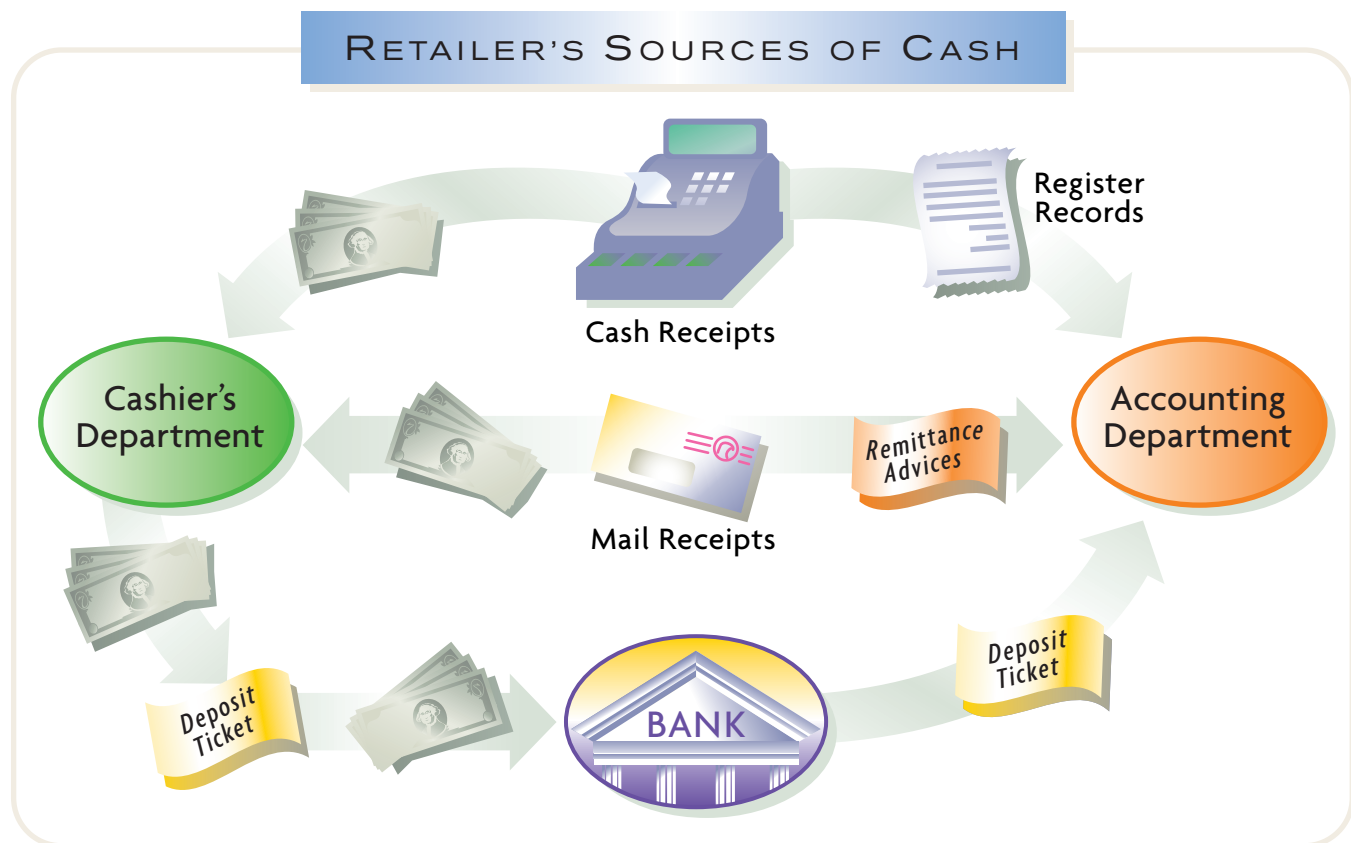 RETAILER'S SOURCES OF CASH
Register
Records
Cash Receipts
Cashier's
Department
Accounting
Department
Remittance
Advices
Mail Receipts
Deposit
Ticket
Deposit
Ticket
BANK